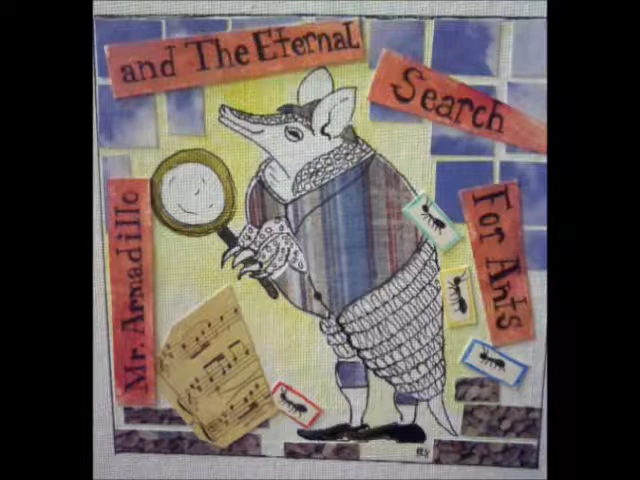 Mr. Armadillo
and The Eternal
Search
For Ants